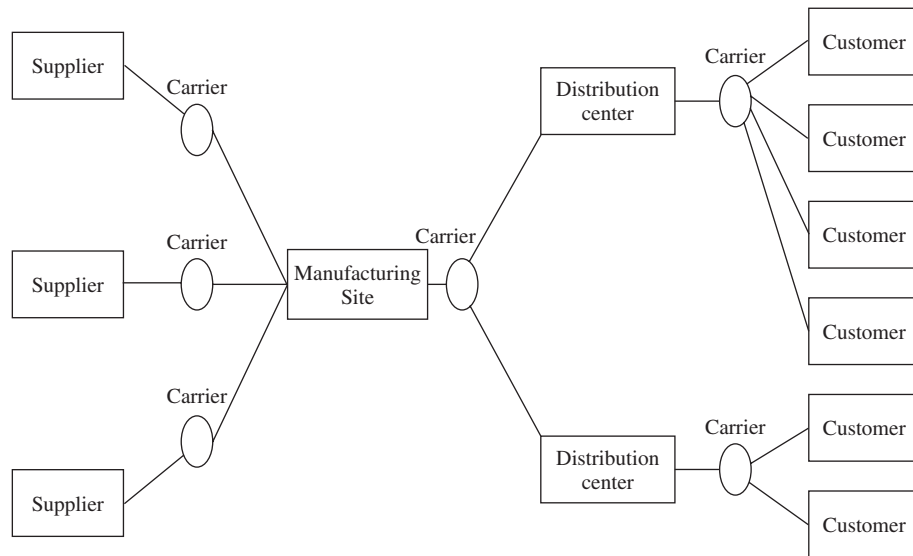 Supplier
Carrier
Supplier
Carrier
Supplier
Carrier
Manufacturing
Site
Carrier
Distribution
center
Carrier
Customer
Customer
Customer
Customer
Distribution
center
Carrier
Customer
Customer